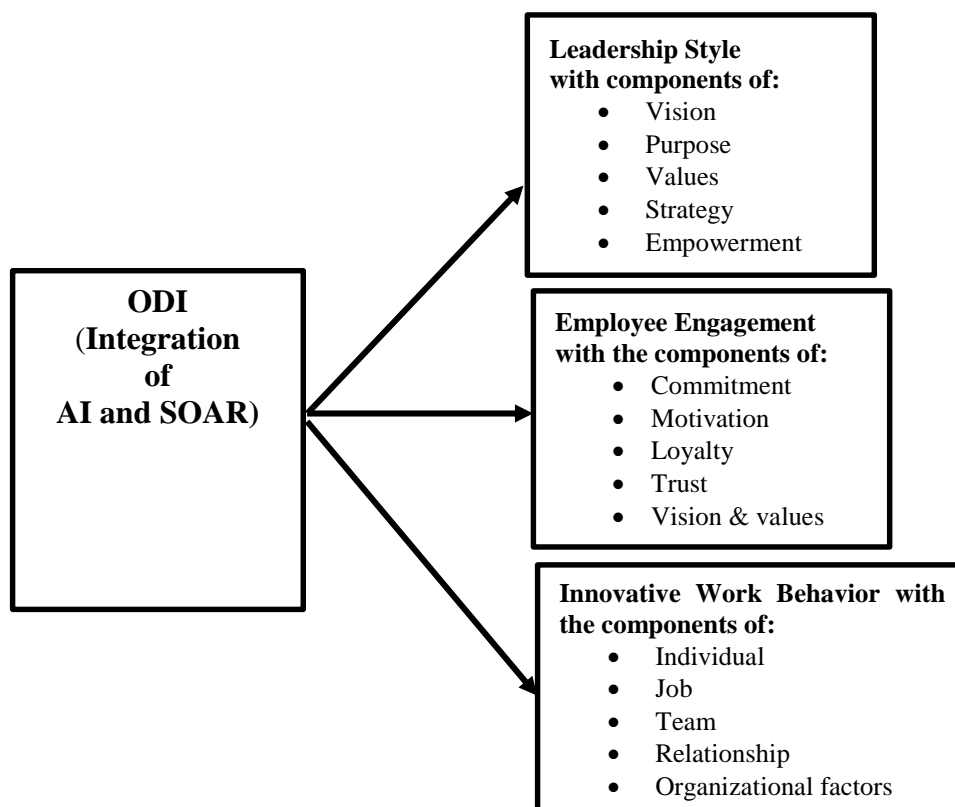 Leadership Style
with components of:
• Vision
• Purpose
• Values
• Strategy
• Empowerment
ODI
(Integration
of
AI and SOAR)
Employee Engagement
with the components of:
• Commitment
• Motivation
• Loyalty
• Trust
• Vision & values
Innovative Work Behavior with
the components of:
• Individual
• Job
• Team
• Relationship
• Organizational factors